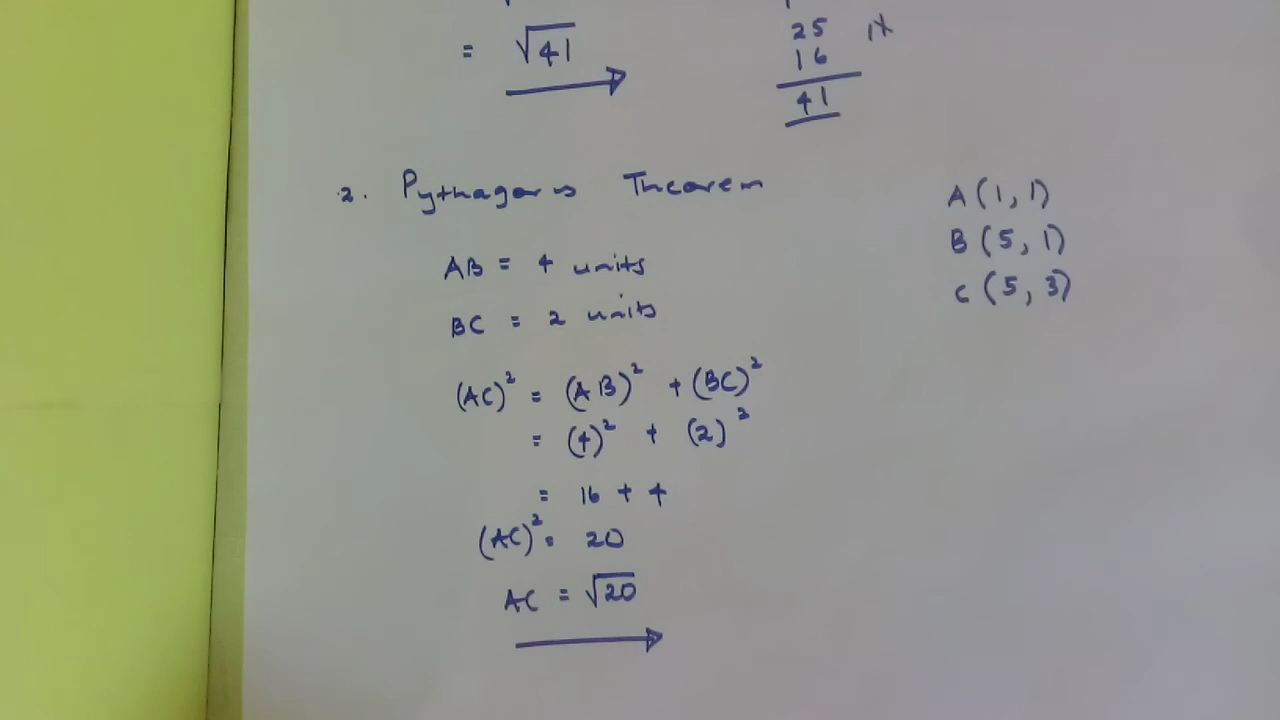 = √41
25
16
41
2. Pythagoras Theorem
A (1, 1)
B (5, 1)
C (5, 3)
AB = 4 units
BC = 2 units
(AC)² = (AB)² + (BC)²
= (4)² + (2)²
= 16 + 4
(AC)² = 20
AC = √20